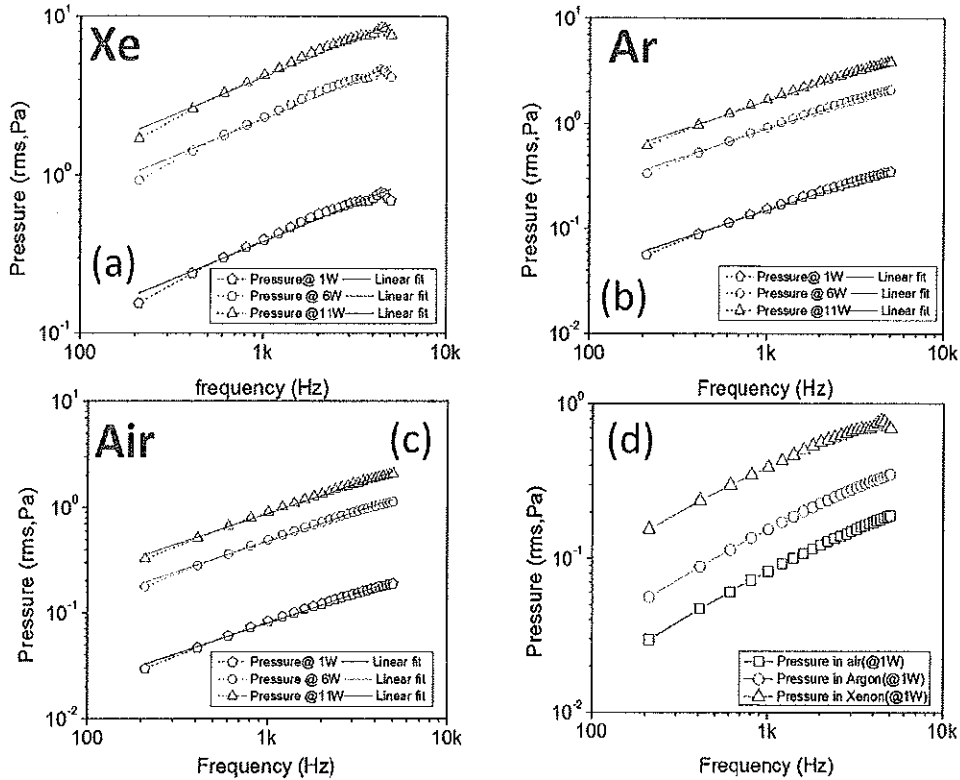 Xe
(a)
Pressure (rms,Pa)
10^1
10^0
10^-1
100
1k
10k
frequency (Hz)
Pressure@ 1W Linear fit
Pressure @ 6W Linear fit
Pressure @11W Linear fit
Ar
(b)
Pressure (rms,Pa)
10^1
10^0
10^-1
10^-2
100
1k
10k
Frequency (Hz)
Pressure@ 1W Linear fit
Pressure @ 6W Linear fit
Pressure @11W Linear fit
Air
(c)
Pressure (rms,Pa)
10^1
10^0
10^-1
10^-2
100
1k
10k
Frequency (Hz)
Pressure@ 1W Linear fit
Pressure @ 6W Linear fit
Pressure @11W Linear fit
(d)
Pressure (rms,Pa)
10^0
10^-1
10^-2
100
1k
10k
Frequency (Hz)
Pressure in air(@1W)
Pressure in Argon(@1W)
Pressure in Xenon(@1W)